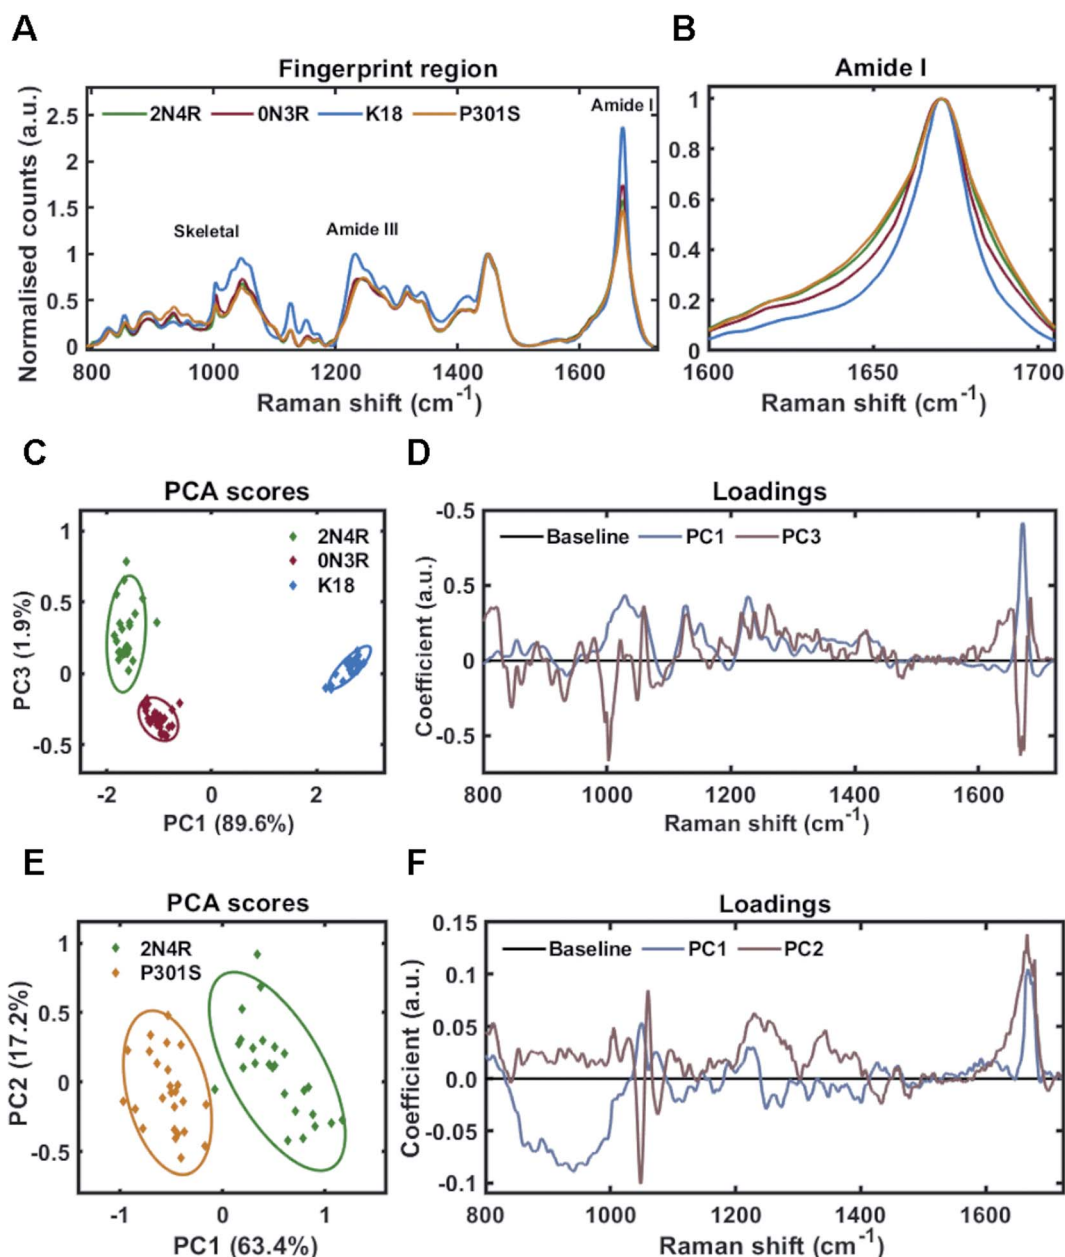 A
B
Fingerprint region
Amide I
2N4R 0N3R K18 P301S
Amide I
Skeletal
Amide III
Normalised counts (a.u.)
2.5
2
1.5
1
0.5
0
800 1000 1200 1400 1600
Raman shift (cm-1)
1
0.8
0.6
0.4
0.2
0
1600 1650 1700
Raman shift (cm-1)
C
D
PCA scores
Loadings
2N4R
0N3R
K18
PC3 (1.9%)
1
0.5
0
-0.5
-2 0 2
PC1 (89.6%)
Baseline PC1 PC3
Coefficient (a.u.)
-0.5
0.5
0
-0.5
800 1000 1200 1400 1600
Raman shift (cm-1)
E
F
PCA scores
Loadings
2N4R
P301S
PC2 (17.2%)
1
0.5
0
-0.5
-1 0 1
PC1 (63.4%)
Baseline PC1 PC2
Coefficient (a.u.)
0.15
0.1
0.05
0.0
-0.05
-0.1
800 1000 1200 1400 1600
Raman shift (cm-1)